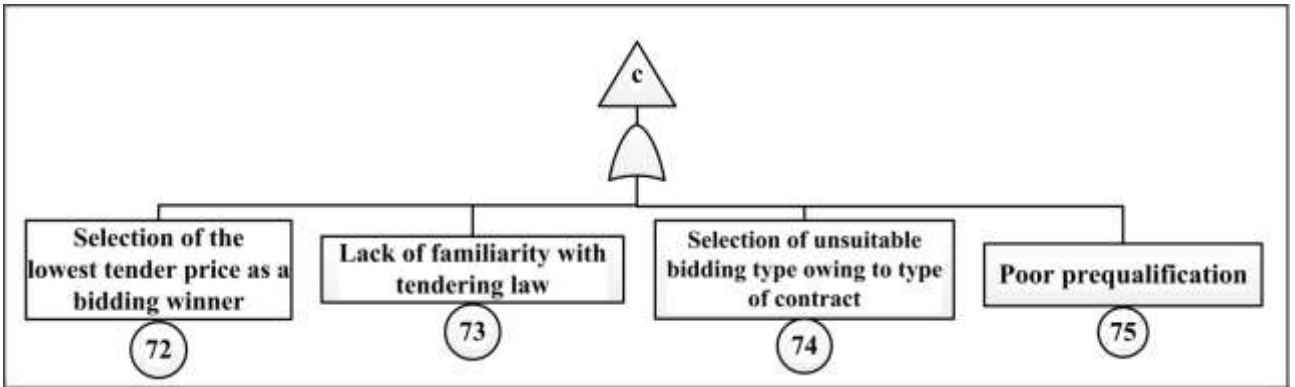 c
Selection of the
lowest tender price as a
bidding winner
72
Lack of familiarity with
tendering law
73
Selection of unsuitable
bidding type owing to type
of contract
74
Poor prequalification
75